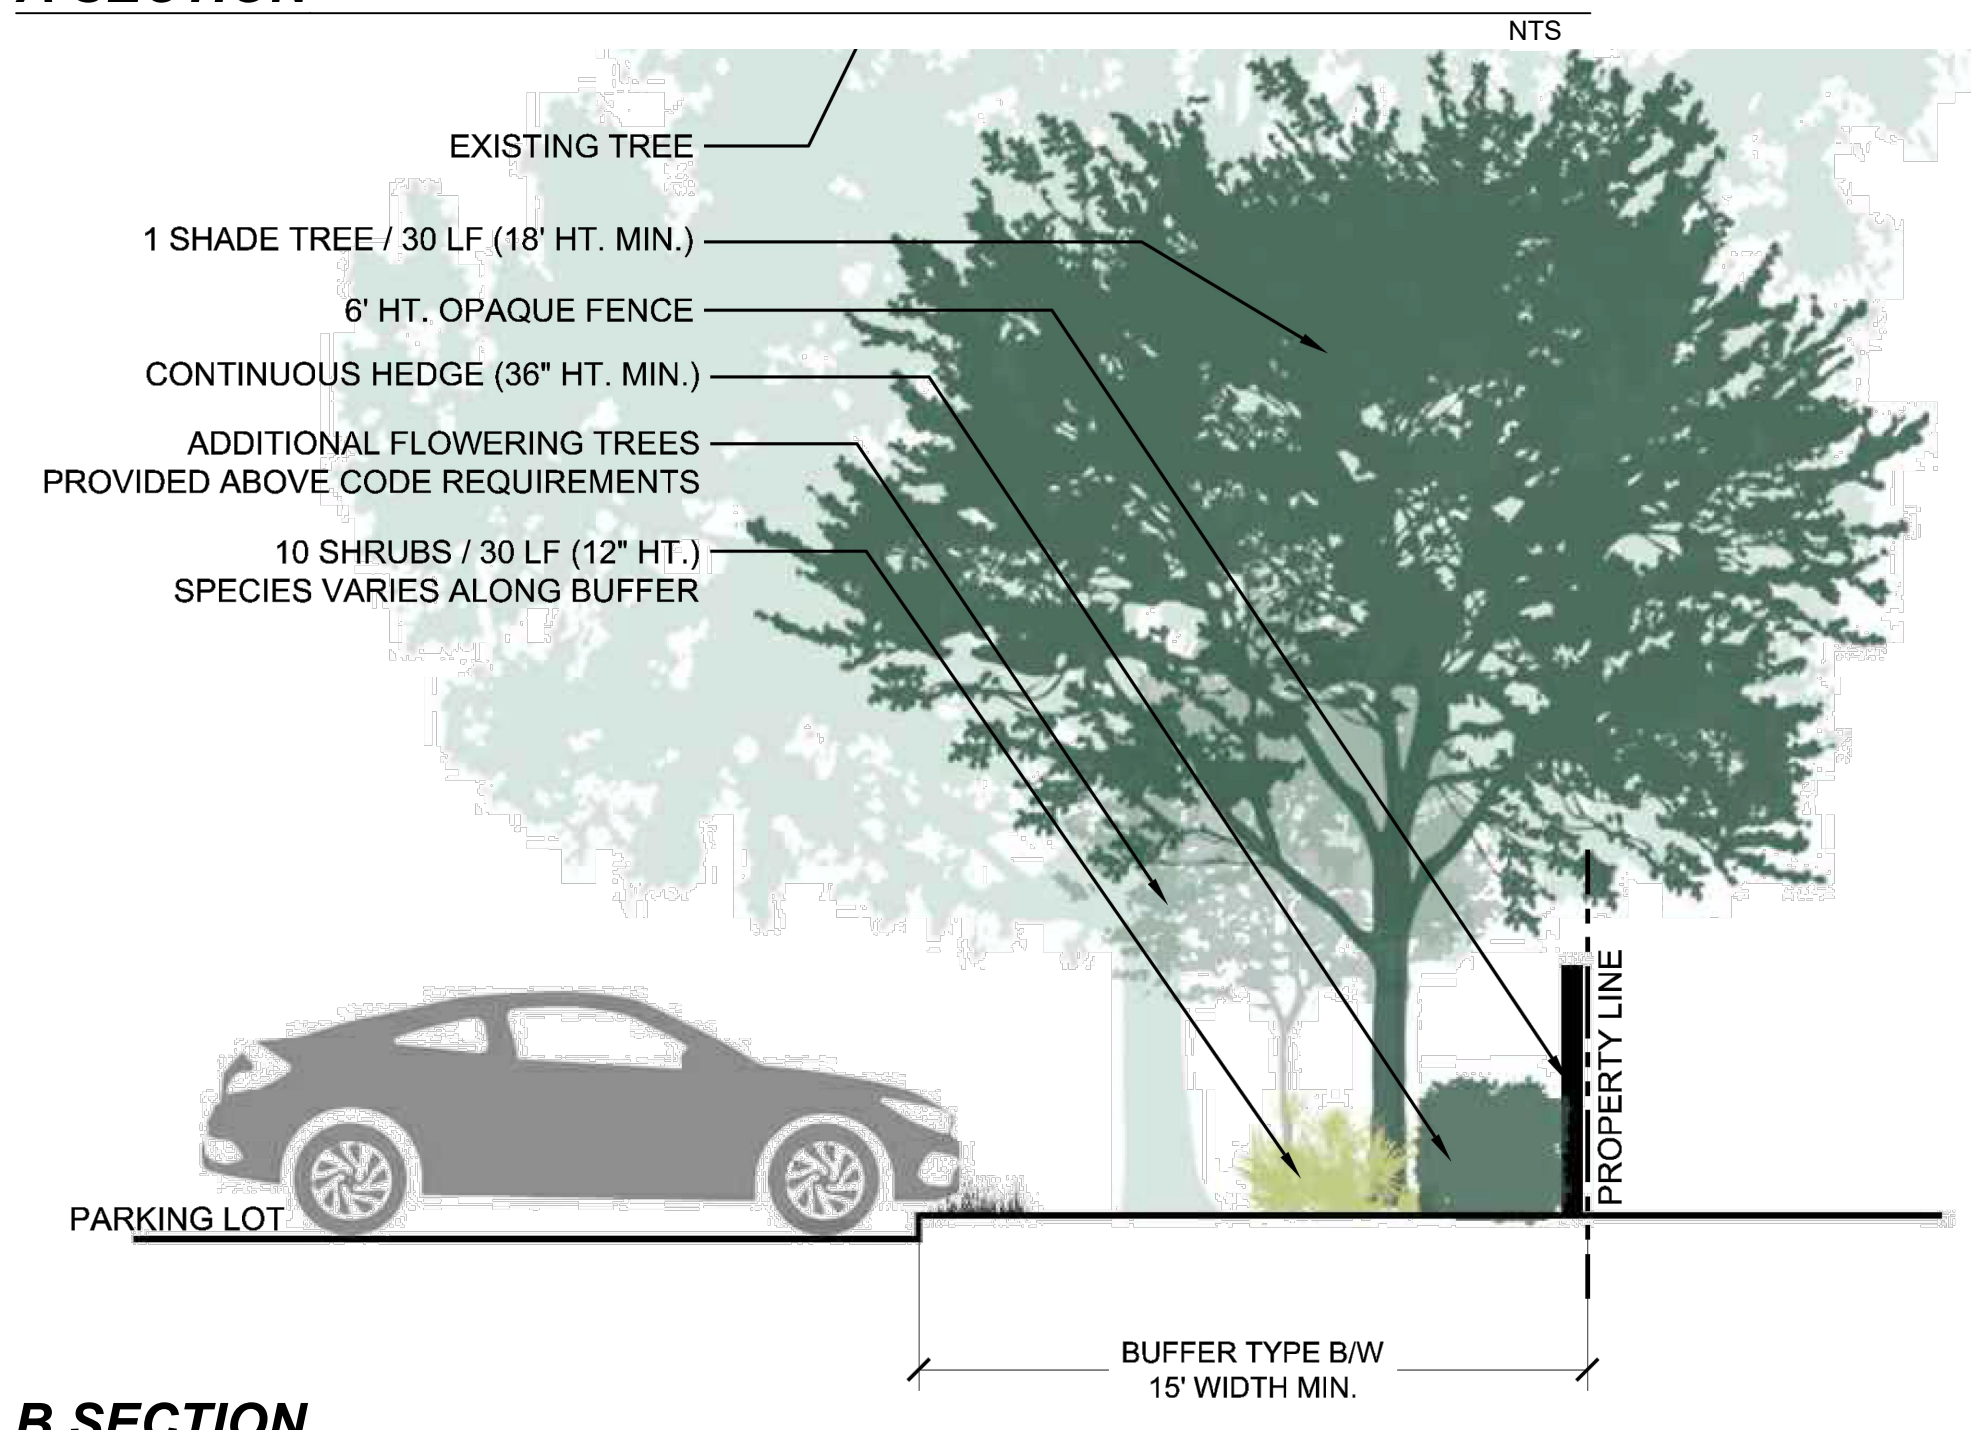 A SECTION
NTS
EXISTING TREE
1 SHADE TREE / 30 LF (18' HT. MIN.)
6' HT. OPAQUE FENCE
CONTINUOUS HEDGE (36" HT. MIN.)
ADDITIONAL FLOWERING TREES
PROVIDED ABOVE CODE REQUIREMENTS
10 SHRUBS / 30 LF (12" HT.)
SPECIES VARIES ALONG BUFFER
PROPERTY LINE
PARKING LOT
BUFFER TYPE B/W
15' WIDTH MIN.
B SECTION